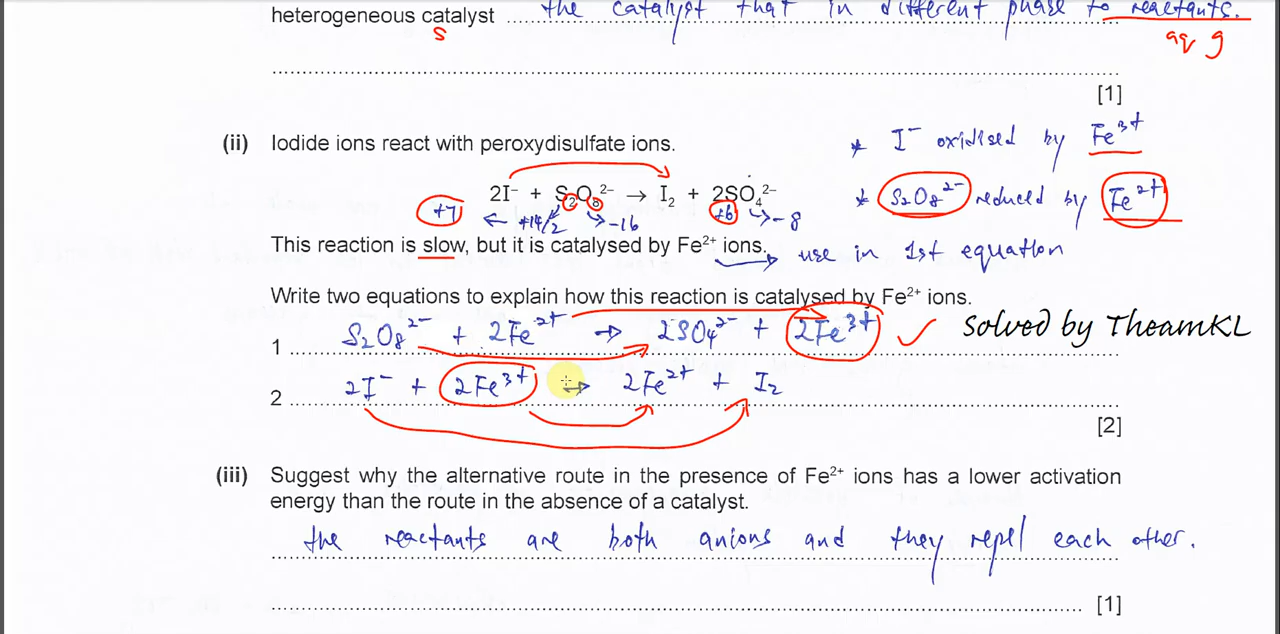 heterogeneous catalyst the catalyst that in different phase to reactants.
s aq g
[1]
(ii) Iodide ions react with peroxydisulfate ions.
* I⁻ oxidised by Fe³⁺
2I⁻ + S₂O₈²⁻ → I₂ + 2SO₄²⁻
* S₂O₈²⁻ reduced by Fe²⁺
+7 ← +14/2 → -16 +6 → -8
This reaction is slow, but it is catalysed by Fe²⁺ ions. → use in 1st equation
Write two equations to explain how this reaction is catalysed by Fe²⁺ ions.
1 S₂O₈²⁻ + 2Fe²⁺ → 2SO₄²⁻ + 2Fe³⁺ ✓ Solved by TheamKL
2 2I⁻ + 2Fe³⁺ → 2Fe²⁺ + I₂
[2]
(iii) Suggest why the alternative route in the presence of Fe²⁺ ions has a lower activation
energy than the route in the absence of a catalyst.
the reactants are both anions and they repel each other.
[1]